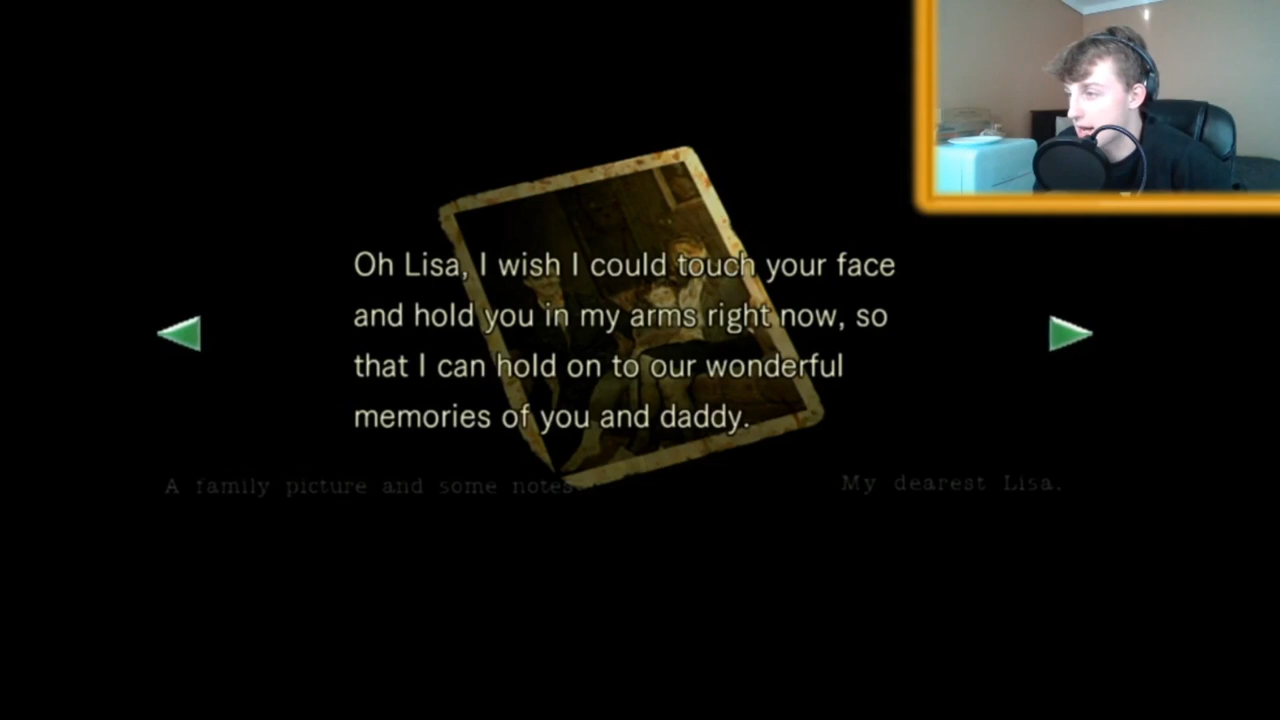 Oh Lisa, I wish I could touch your face
and hold you in my arms right now, so
that I can hold on to our wonderful
memories of you and daddy.
A family picture and some notes.
My dearest Lisa.